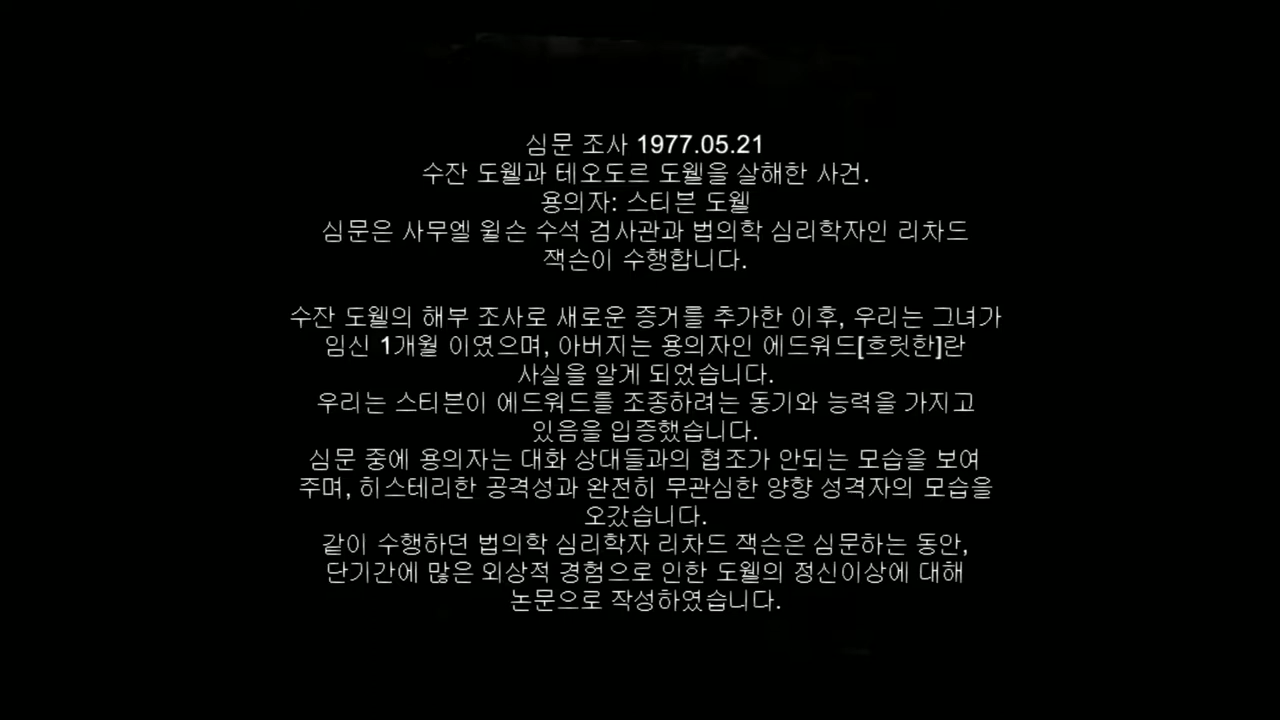 심문 조사 1977.05.21
수잔 도웰과 테오도르 도웰을 살해한 사건.
용의자: 스티븐 도웰
심문은 사무엘 윌슨 수석 검사관과 법의학 심리학자인 리차드
잭슨이 수행합니다.
수잔 도웰의 해부 조사로 새로운 증거를 추가한 이후, 우리는 그녀가
임신 1개월 이였으며, 아버지는 용의자인 에드워드[흐릿한]란
사실을 알게 되었습니다.
우리는 스티븐이 에드워드를 조종하려는 동기와 능력을 가지고
있음을 입증했습니다.
심문 중에 용의자는 대화 상대들과의 협조가 안되는 모습을 보여
주며, 히스테리한 공격성과 완전히 무관심한 양향 성격자의 모습을
오갔습니다.
같이 수행하던 법의학 심리학자 리차드 잭슨은 심문하는 동안,
단기간에 많은 외상적 경험으로 인한 도웰의 정신이상에 대해
논문으로 작성하였습니다.